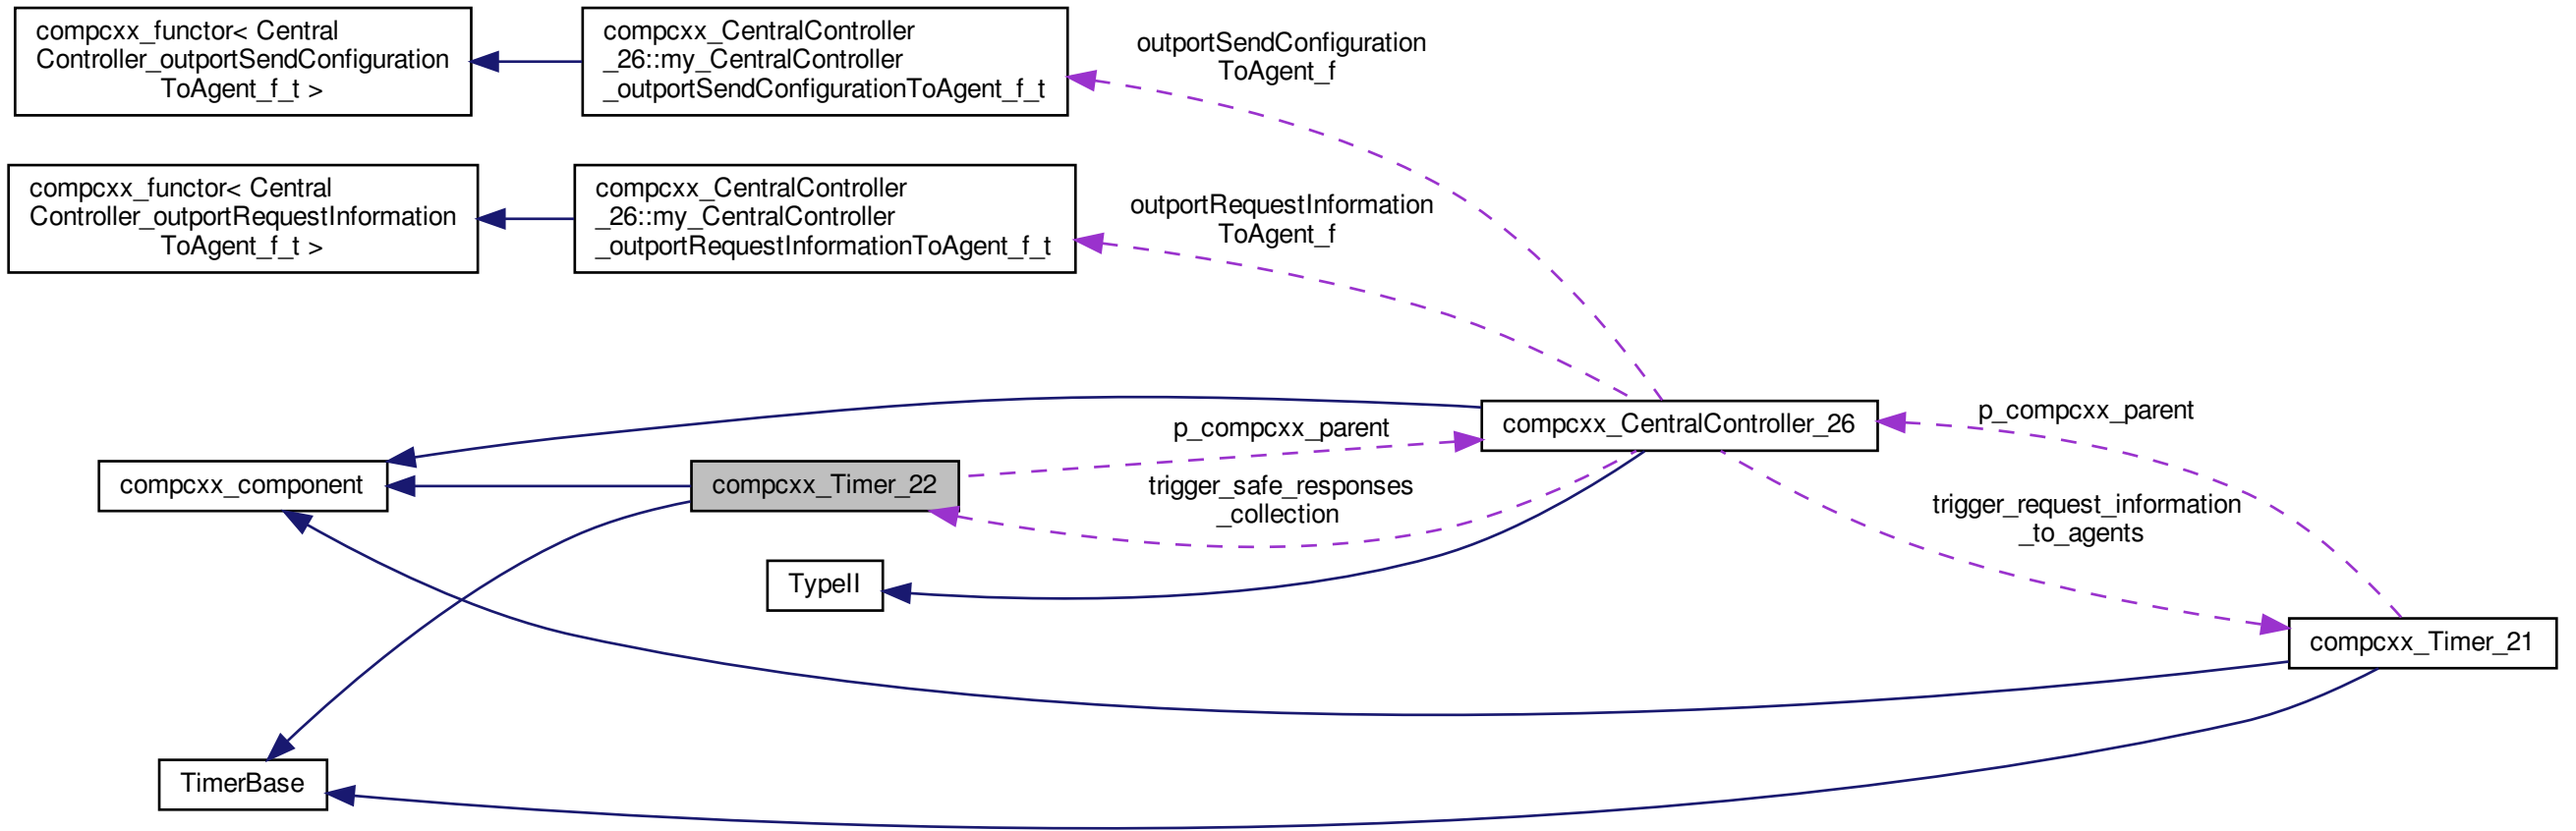 compcxx_functor< Central
Controller_outportSendConfiguration
ToAgent_f_t >
compcxx_CentralController
_26::my_CentralController
_outportSendConfigurationToAgent_f_t
outportSendConfiguration
ToAgent_f
compcxx_functor< Central
Controller_outportRequestInformation
ToAgent_f_t >
compcxx_CentralController
_26::my_CentralController
_outportRequestInformationToAgent_f_t
outportRequestInformation
ToAgent_f
compcxx_component
compcxx_Timer_22
p_compcxx_parent
trigger_safe_responses
_collection
compcxx_CentralController_26
p_compcxx_parent
trigger_request_information
_to_agents
TypeII
compcxx_Timer_21
TimerBase